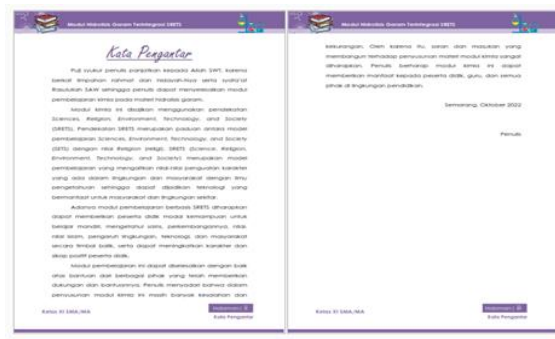 Modul Hidrolisis Garam Terintegrasi SRETS
Kata Pengantar
Puji syukur penulis panjatkan kepada Allah SWT, karena
berkat limpahan rahmat dan hidayah-Nya serta syafa'at
Rasulullah SAW sehingga penulis dapat menyelesaikan modul
pembelajaran kimia pada materi hidrolisis garam.
Modul kimia ini disajikan menggunakan pendekatan
Sciences, Religion, Environment, Technology, and Society
(SRETS). Pendekatan SRETS merupakan paduan antara model
pembelajaran Sciences, Environment, Technology, and Society
(SETS) dengan nilai Religion (religi). SRETS (Science, Religion,
Environment, Technology, and Society) merupakan model
pembelajaran yang mengaitkan nilai-nilai penguatan karakter
yang ada dalam lingkungan dan masyarakat dengan ilmu
pengetahuan sehingga dapat dijadikan teknologi yang
bermanfaat untuk masyarakat dan lingkungan sekitar.
Adanya modul pembelajaran berbasis SRETS diharapkan
dapat memberikan peserta didik modal kemampuan untuk
belajar mandiri, mengetahui sains, perkembangannya, nilai-
nilai Islam, pengaruh lingkungan, teknologi, dan masyarakat
secara timbal balik, serta dapat meningkatkan karakter dan
sikap positif peserta didik.
Modul pembelajaran ini dapat diselesaikan dengan baik
atas bantuan dari berbagai pihak yang telah memberikan
dukungan dan bantuannya. Penulis menyadari bahwa dalam
penyusunan modul kimia ini masih banyak kesalahan dan
Kelas XI SMA/MA
Halaman | ii
Kata Pengantar
Modul Hidrolisis Garam Terintegrasi SRETS
kekurangan. Oleh karena itu, saran dan masukan yang
membangun terhadap penyusunan materi modul kimia sangat
diharapkan. Penulis berharap modul kimia ini dapat
memberikan manfaat kepada peserta didik, guru, dan semua
pihak di lingkungan pendidikan.
Semarang, Oktober 2022
Penulis
Kelas XI SMA/MA
Halaman | iii
Kata Pengantar